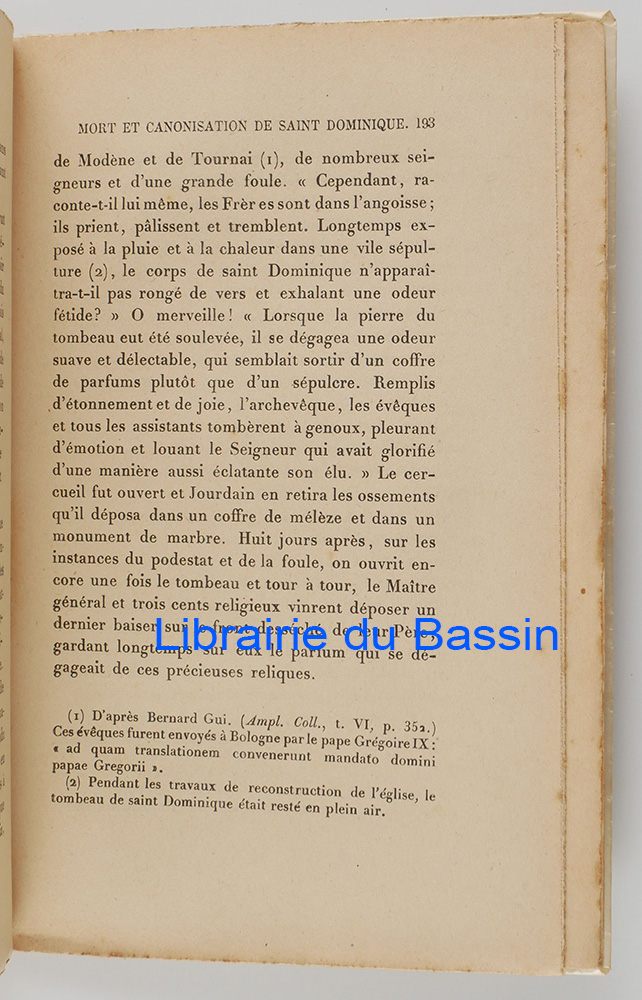 MORT ET CANONISATION DE SAINT DOMINIQUE. 193
de Modène et de Tournai (1), de nombreux sei-
gneurs et d'une grande foule. « Cependant, ra-
conte-t-il lui même, les Frèr es sont dans l'angoisse ;
ils prient, pâlissent et tremblent. Longtemps ex-
posé à la pluie et à la chaleur dans une vile sépul-
ture (2), le corps de saint Dominique n'apparaî-
tra-t-il pas rongé de vers et exhalant une odeur
fétide? » O merveille! « Lorsque la pierre du
tombeau eut été soulevée, il se dégagea une odeur
suave et délectable, qui semblait sortir d'un coffre
de parfums plutôt que d'un sépulcre. Remplis
d'étonnement et de joie, l'archevêque, les évêques
et tous les assistants tombèrent à genoux, pleurant
d'émotion et louant le Seigneur qui avait glorifié
d'une manière aussi éclatante son élu. » Le cer-
cueil fut ouvert et Jourdain en retira les ossements
qu'il déposa dans un coffre de mélèze et dans un
monument de marbre. Huit jours après, sur les
instances du podestat et de la foule, on ouvrit en-
core une fois le tombeau et tour à tour, le Maître
général et trois cents religieux vinrent déposer un
dernier baiser sur le front desséché de leur Père,
gardant longtemps sur eux le parfum qui se dé-
gageait de ces précieuses reliques.
Librairie du Bassin
(1) D'après Bernard Gui. (Ampl. Coll., t. VI, p. 352.)
Ces évêques furent envoyés à Bologne par le pape Grégoire IX :
« ad quam translationem convenerunt mandato domini
papae Gregorii ».
(2) Pendant les travaux de reconstruction de l'église, le
tombeau de saint Dominique était resté en plein air.